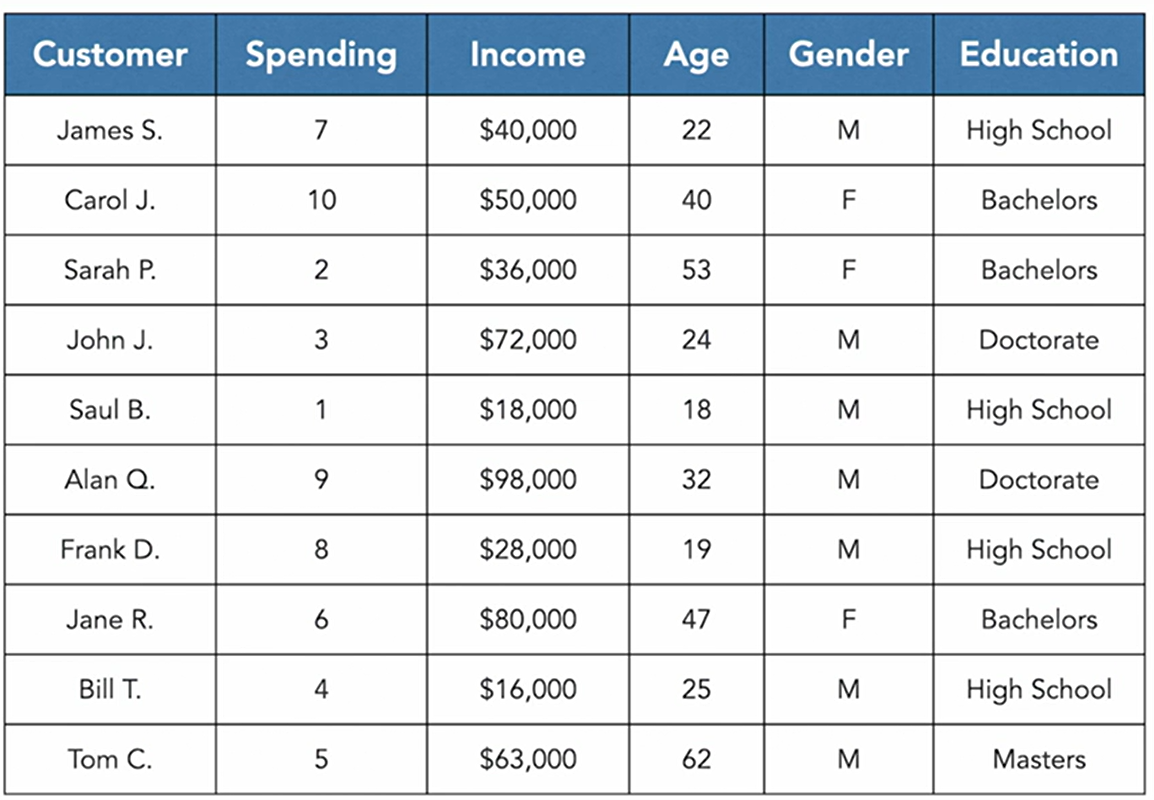 Customer Spending Income Age Gender Education
James S. 7 $40,000 22 M High School
Carol J. 10 $50,000 40 F Bachelors
Sarah P. 2 $36,000 53 F Bachelors
John J. 3 $72,000 24 M Doctorate
Saul B. 1 $18,000 18 M High School
Alan Q. 9 $98,000 32 M Doctorate
Frank D. 8 $28,000 19 M High School
Jane R. 6 $80,000 47 F Bachelors
Bill T. 4 $16,000 25 M High School
Tom C. 5 $63,000 62 M Masters